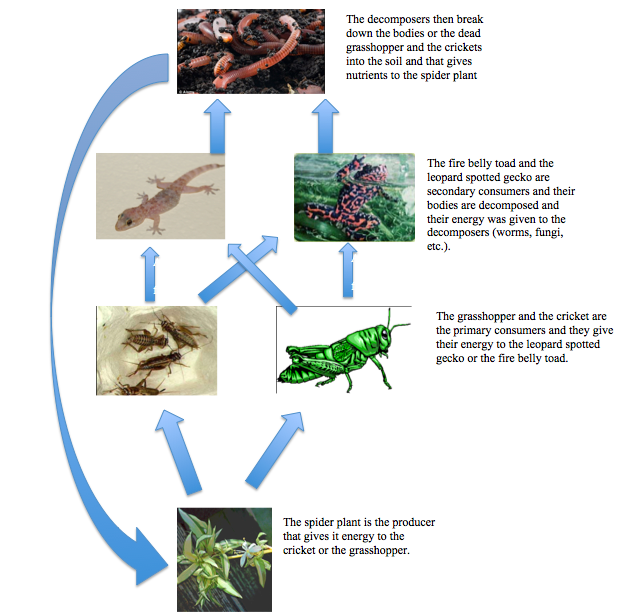 The decomposers then break
down the bodies or the dead
grasshopper and the crickets
into the soil and that gives
nutrients to the spider plant
The fire belly toad and the
leopard spotted gecko are
secondary consumers and their
bodies are decomposed and
their energy was given to the
decomposers (worms, fungi,
etc.).
The grasshopper and the cricket are
the primary consumers and they give
their energy to the leopard spotted
gecko or the fire belly toad.
The spider plant is the producer
that gives it energy to the
cricket or the grasshopper.